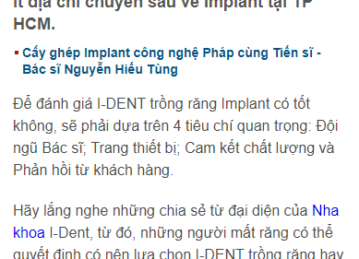 ít địa chỉ chuyên sâu về Implant tại TP
HCM.
Cấy ghép Implant công nghệ Pháp cùng Tiến sĩ -
Bác sĩ Nguyễn Hiếu Tùng
Để đánh giá I-DENT trồng răng Implant có tốt
không, sẽ phải dựa trên 4 tiêu chí quan trọng: Đội
ngũ Bác sĩ; Trang thiết bị; Cam kết chất lượng và
Phản hồi từ khách hàng.
Hãy lắng nghe những chia sẻ từ đại diện của Nha
khoa I-Dent, từ đó, những người mất răng có thể
quyết định có nên lựa chọn I-DENT trồng răng hay